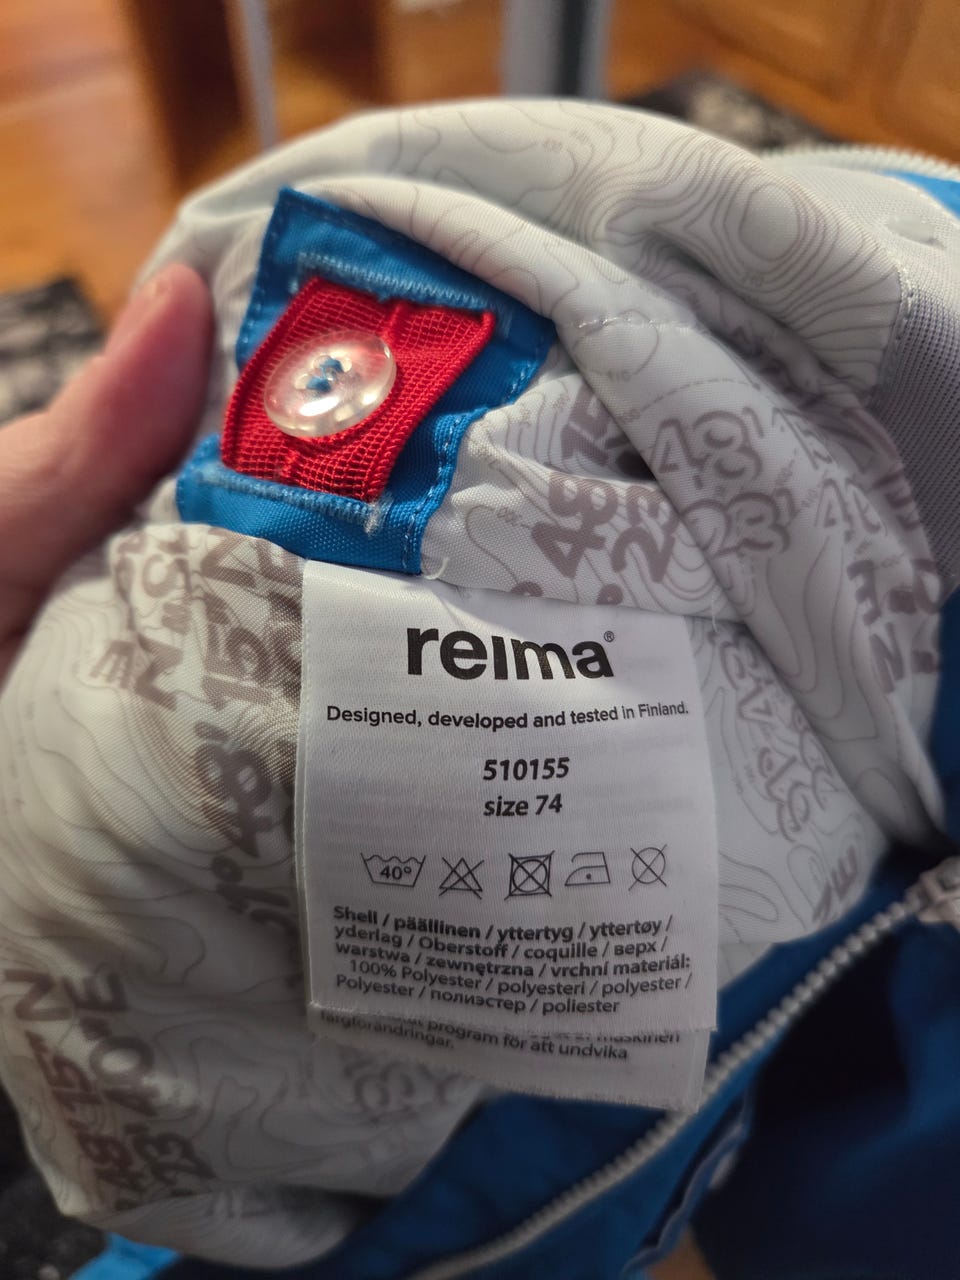 reima®
Designed, developed and tested in Finland.
510155
size 74
40°
Shell / päällinen / yttertyg / yttertøy /
yderlag / Oberstoff / coquille / верх /
warstwa / zewnętrzna / vrchní materiál:
100% Polyester / polyesteri / polyester /
Polyester / полиэстер / poliester
program för att undvika
färgförändringar.